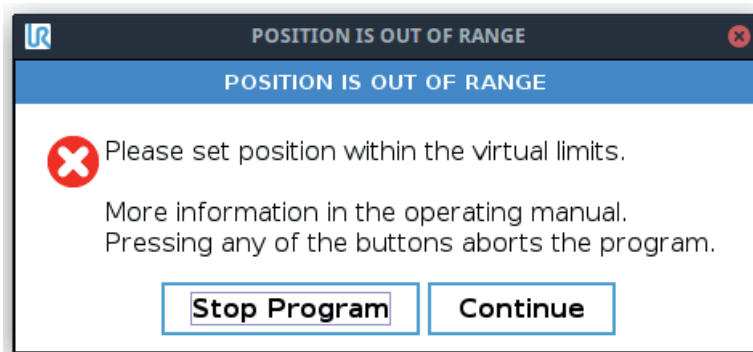 UR
POSITION IS OUT OF RANGE
POSITION IS OUT OF RANGE
Please set position within the virtual limits.
More information in the operating manual.
Pressing any of the buttons aborts the program.
Stop Program
Continue